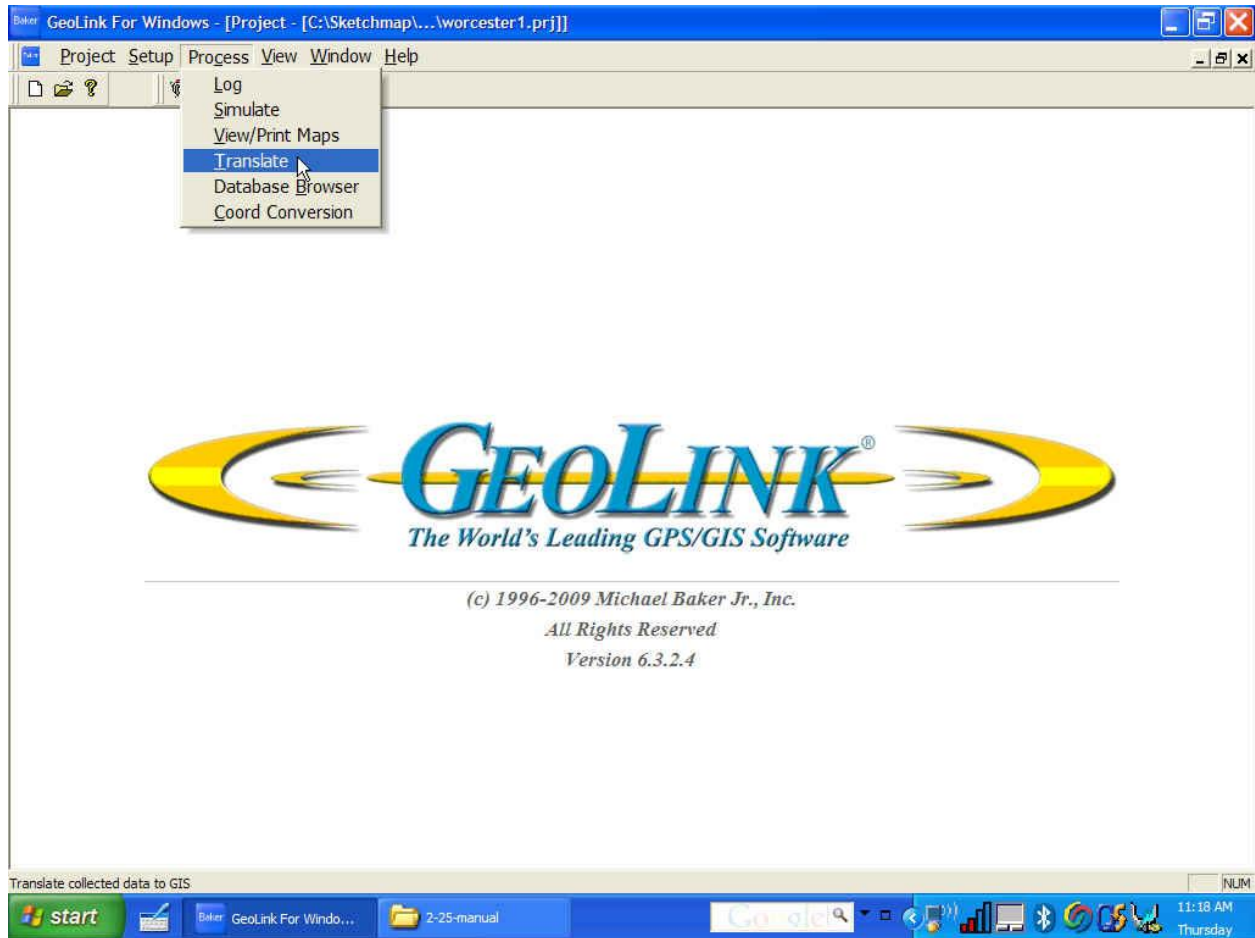 Baker GeoLink For Windows - [Project - [C:\Sketchmap\...\worcester1.prj]]
Project Setup Process View Window Help
Log
Simulate
View/Print Maps
Translate
Database Browser
Coord Conversion
GEOLINK®
The World's Leading GPS/GIS Software
(c) 1996-2009 Michael Baker Jr., Inc.
All Rights Reserved
Version 6.3.2.4
Translate collected data to GIS
NUM
start
Baker GeoLink For Windo...
2-25-manual
Google
11:18 AM
Thursday